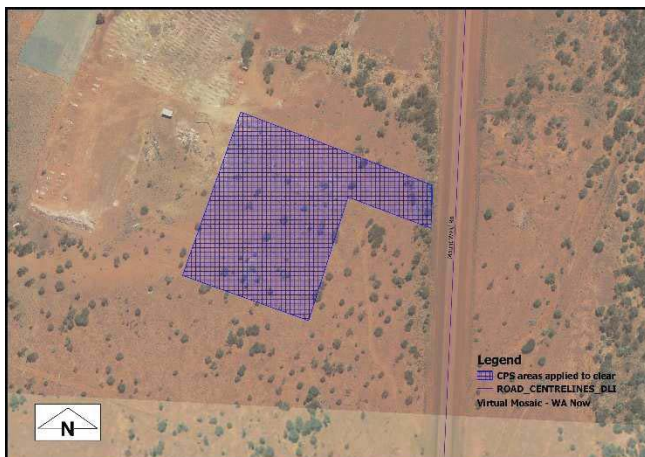 Legend
CPS areas applied to clear
ROAD_CENTRELINES_DLI
Virtual Mosaic - WA Now
N